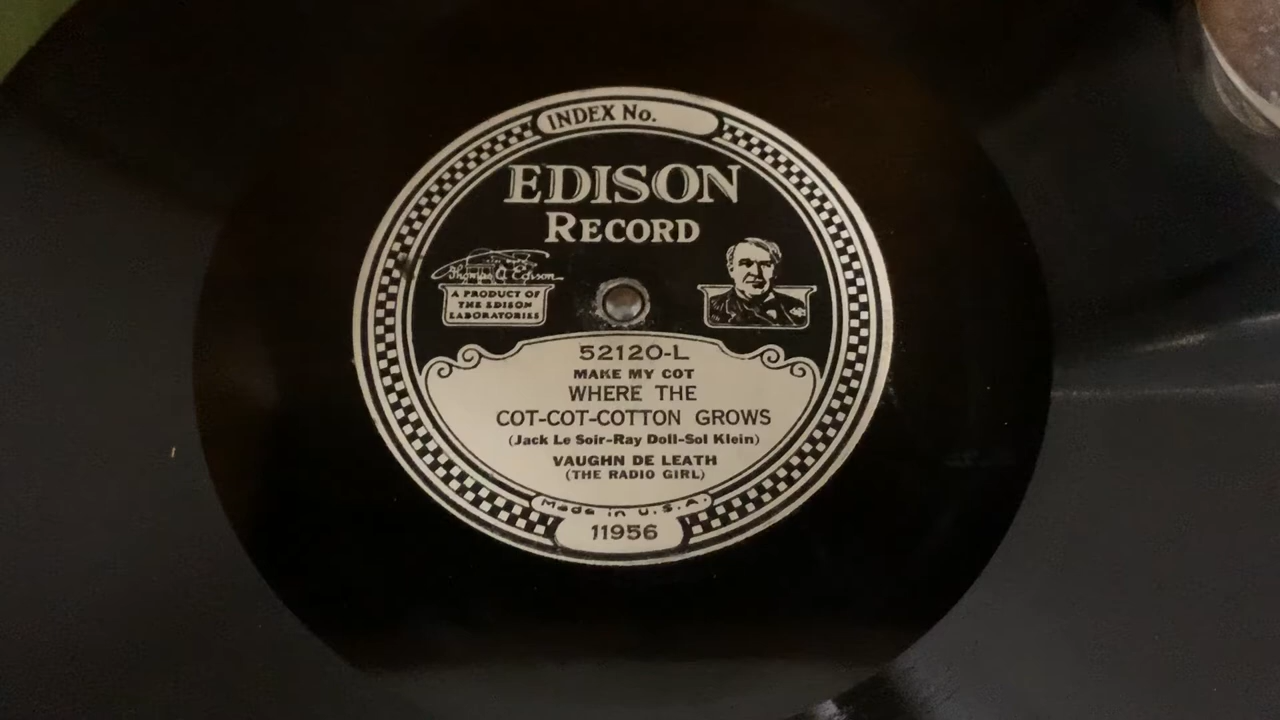 INDEX No.
EDISON
RECORD
Thomas A Edison
A PRODUCT OF
THE EDISON
LABORATORIES
52120-L
MAKE MY COT
WHERE THE
COT-COT-COTTON GROWS
(Jack Le Soir-Ray Doll-Sol Klein)
VAUGHN DE LEATH
(THE RADIO GIRL)
Made in U.S.A.
11956